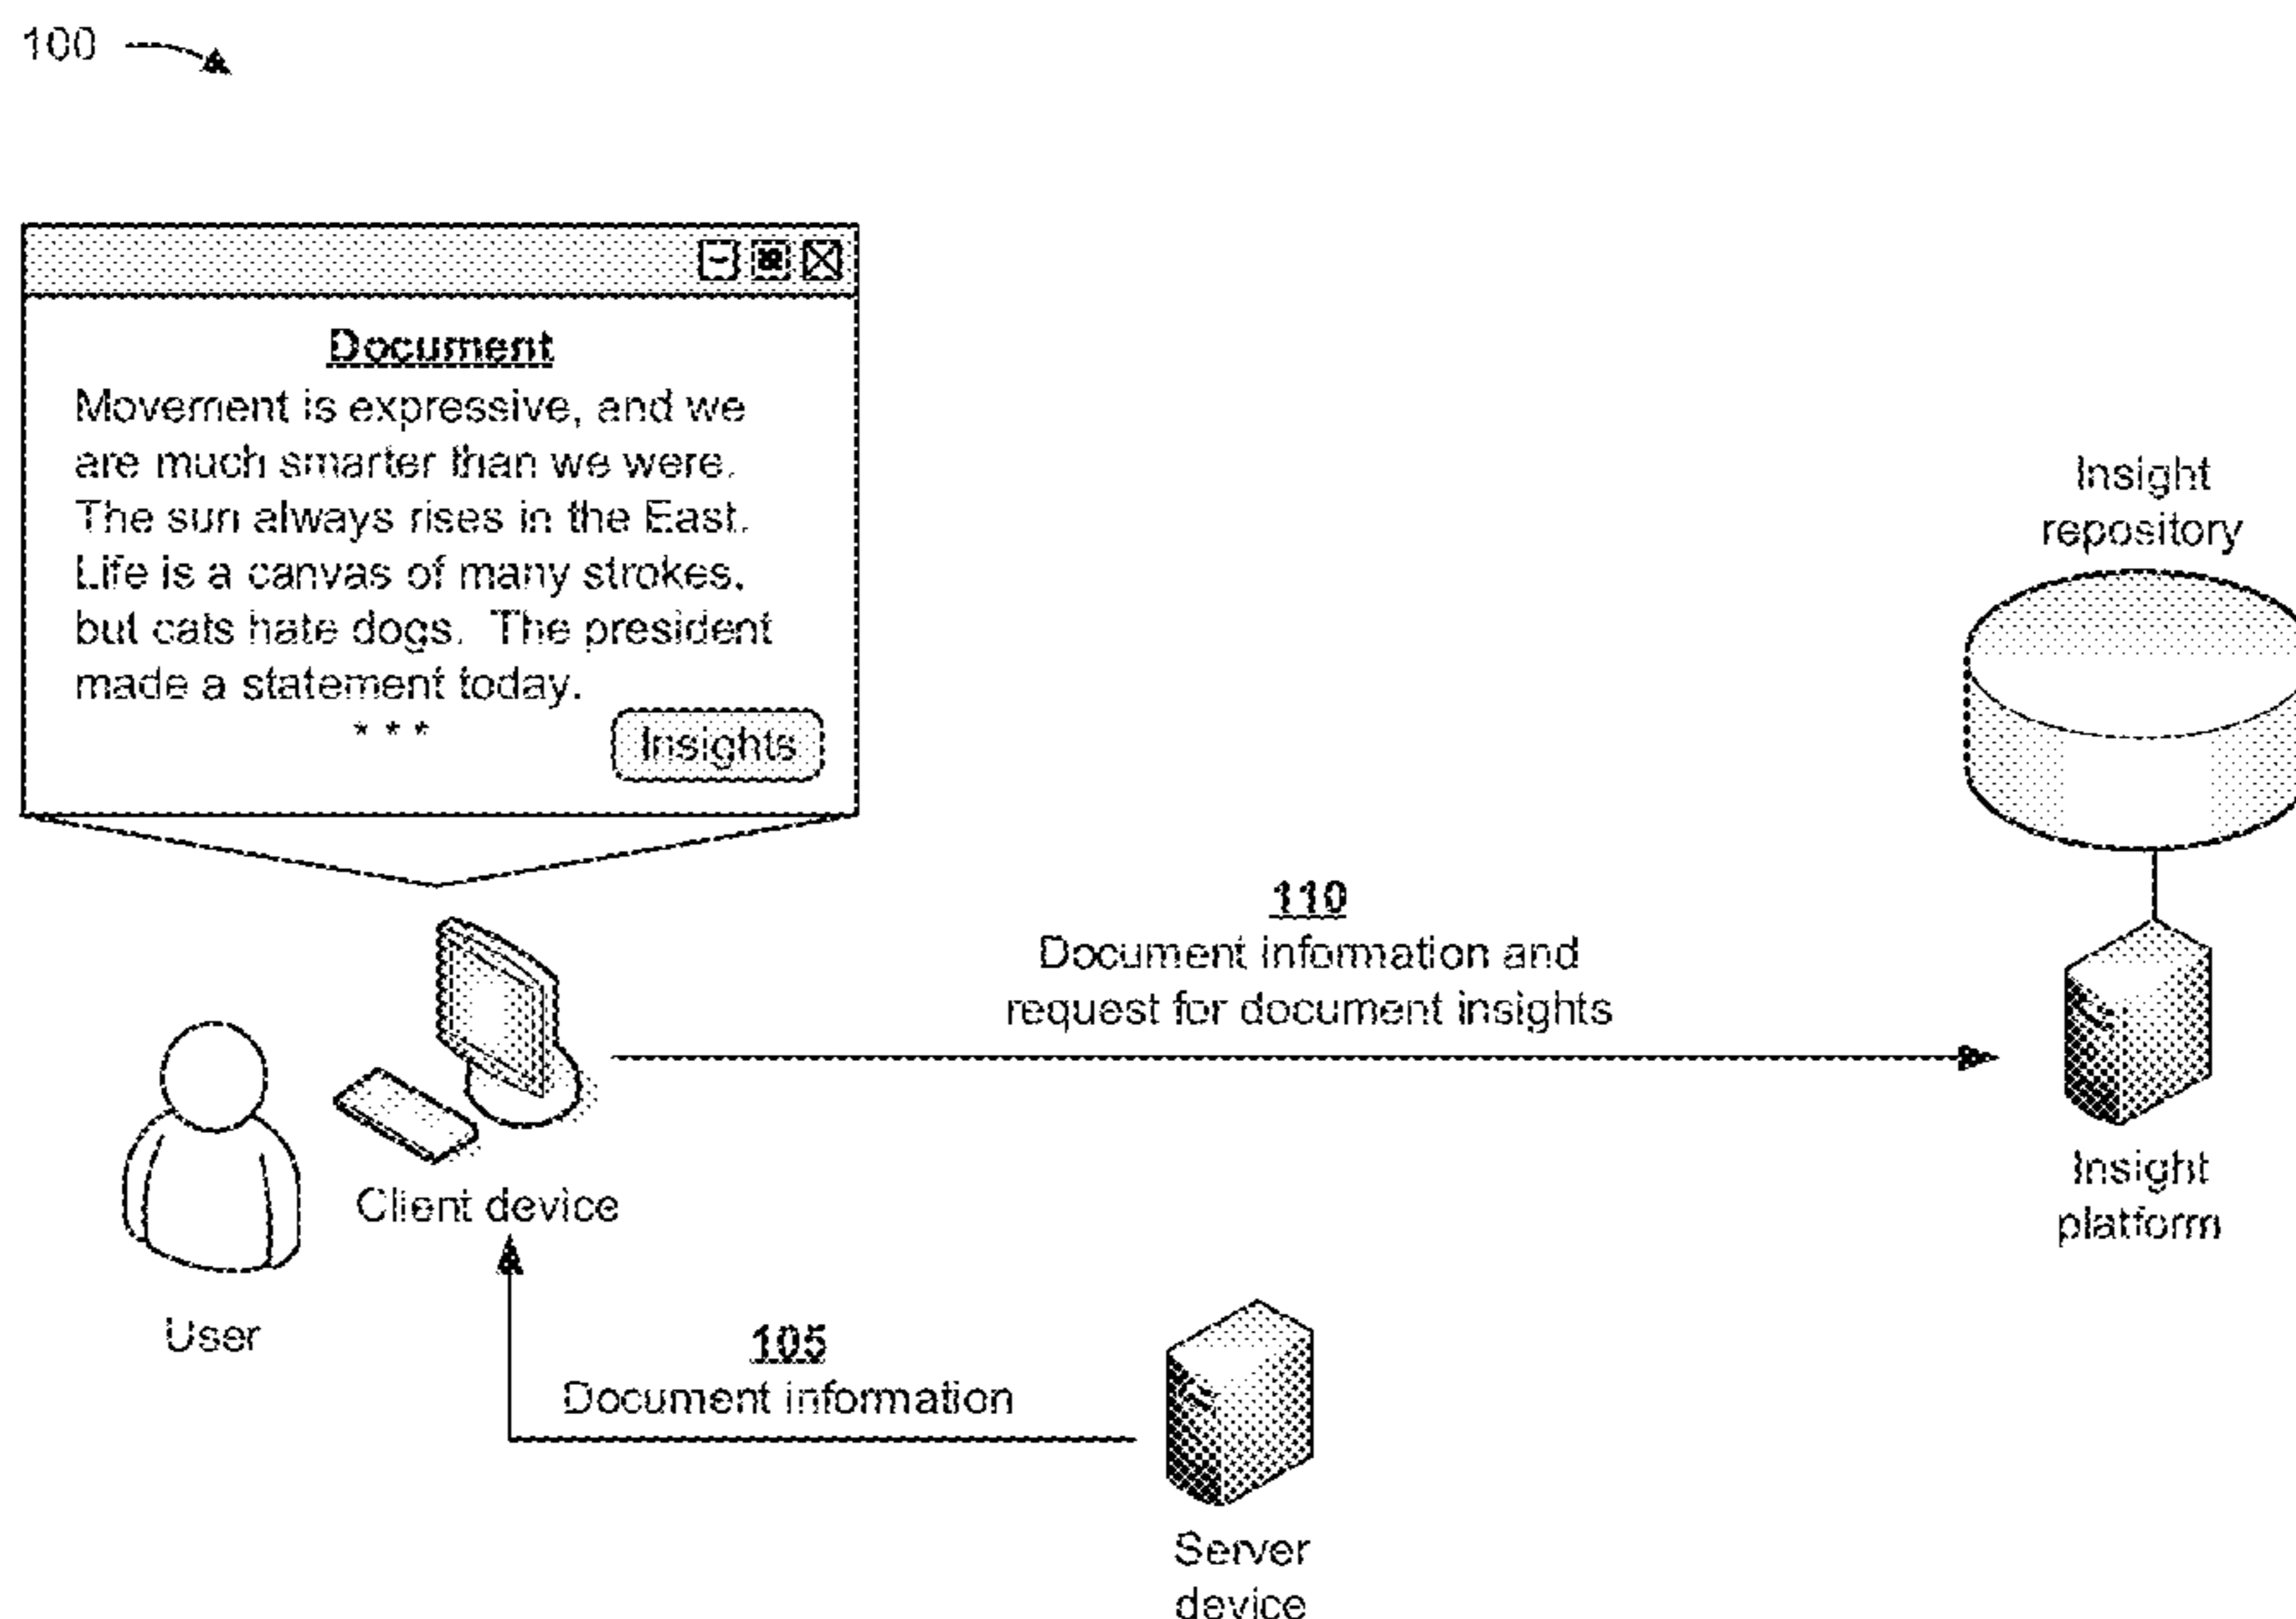 100
Document
Movement is expressive, and we
are much smarter than we were.
The sun always rises in the East.
Life is a canvas of many strokes,
but cats hate dogs.  The president
made a statement today.
* * *
Insights
Insight
repository
110
Document information and
request for document insights
Insight
platform
Client device
User
105
Document information
Server
device